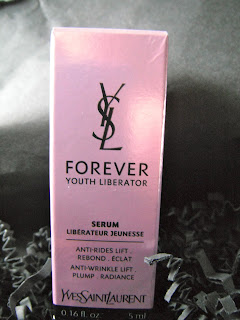 YSL
FOREVER
YOUTH LIBERATOR
SERUM
LIBÉRATEUR JEUNESSE
ANTI-RIDES LIFT .
REBOND . ÉCLAT
ANTI-WRINKLE LIFT .
PLUMP . RADIANCE
YVESSAINTLAURENT
0.16 fl.oz 5 ml